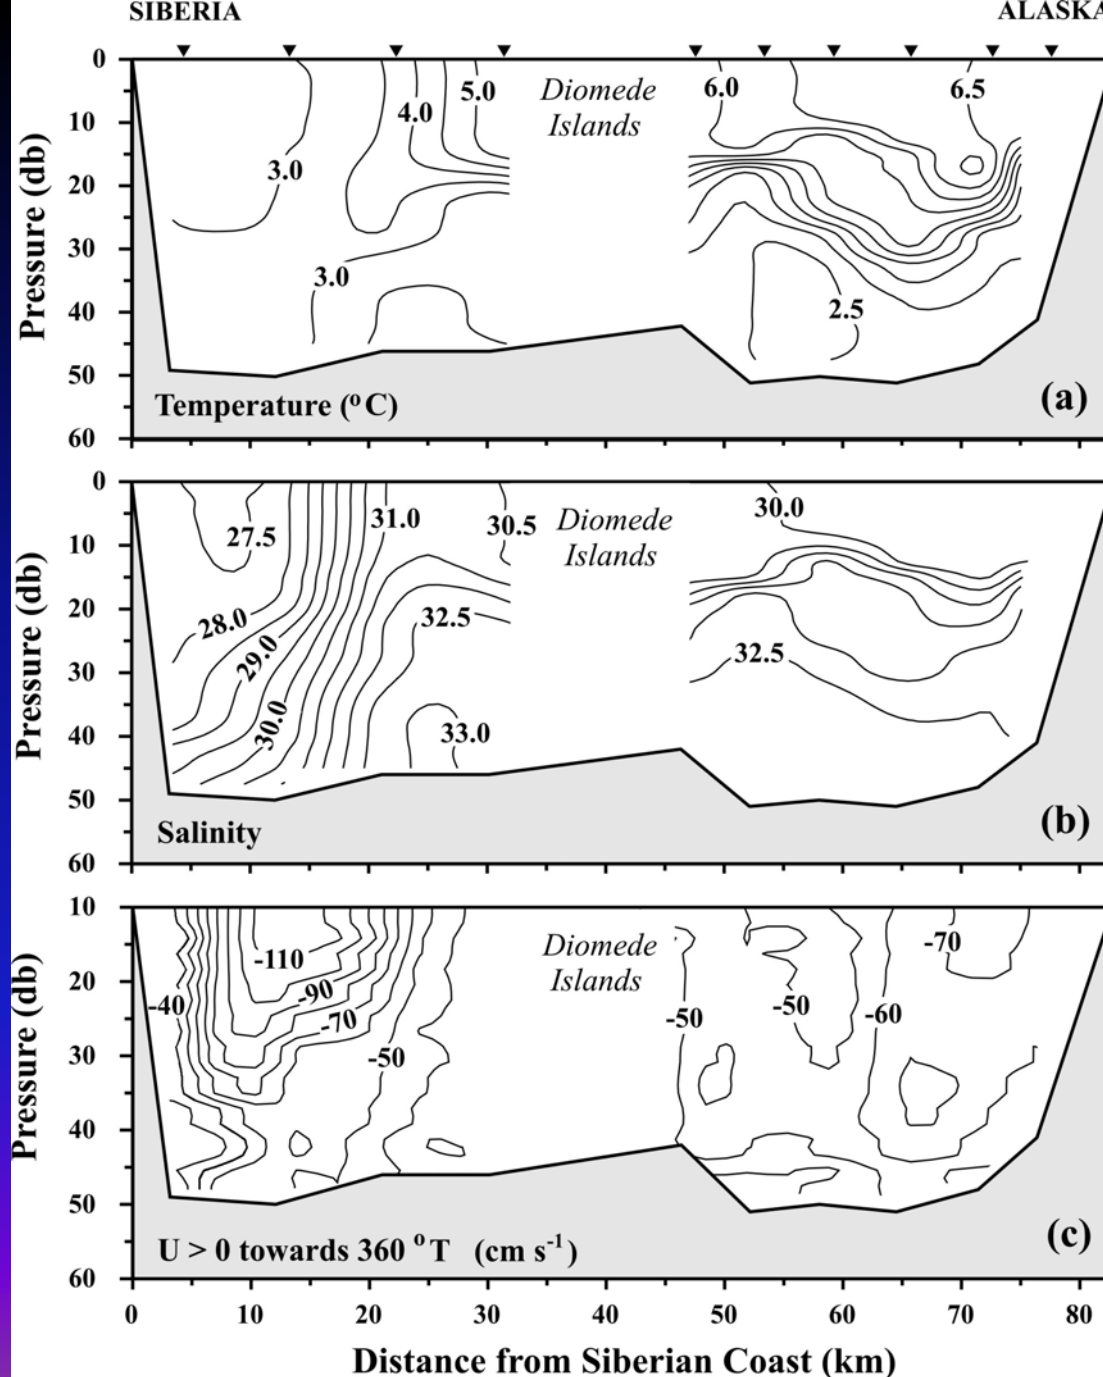 SIBERIA ALASKA
0
10
20
30
40
50
60
Pressure (db)
3.0
4.0
5.0
3.0
Diomede
Islands
6.0
6.5
2.5
Temperature (°C)
(a)
0
10
20
30
40
50
60
Pressure (db)
27.5
28.0
29.0
30.0
31.0
30.5
32.5
33.0
Diomede
Islands
30.0
32.5
Salinity
(b)
10
20
30
40
50
60
Pressure (db)
-40
-110
-90
-70
-50
Diomede
Islands
-50
-50
-60
-70
U > 0 towards 360 °T (cm s⁻¹)
(c)
0 10 20 30 40 50 60 70 80
Distance from Siberian Coast (km)